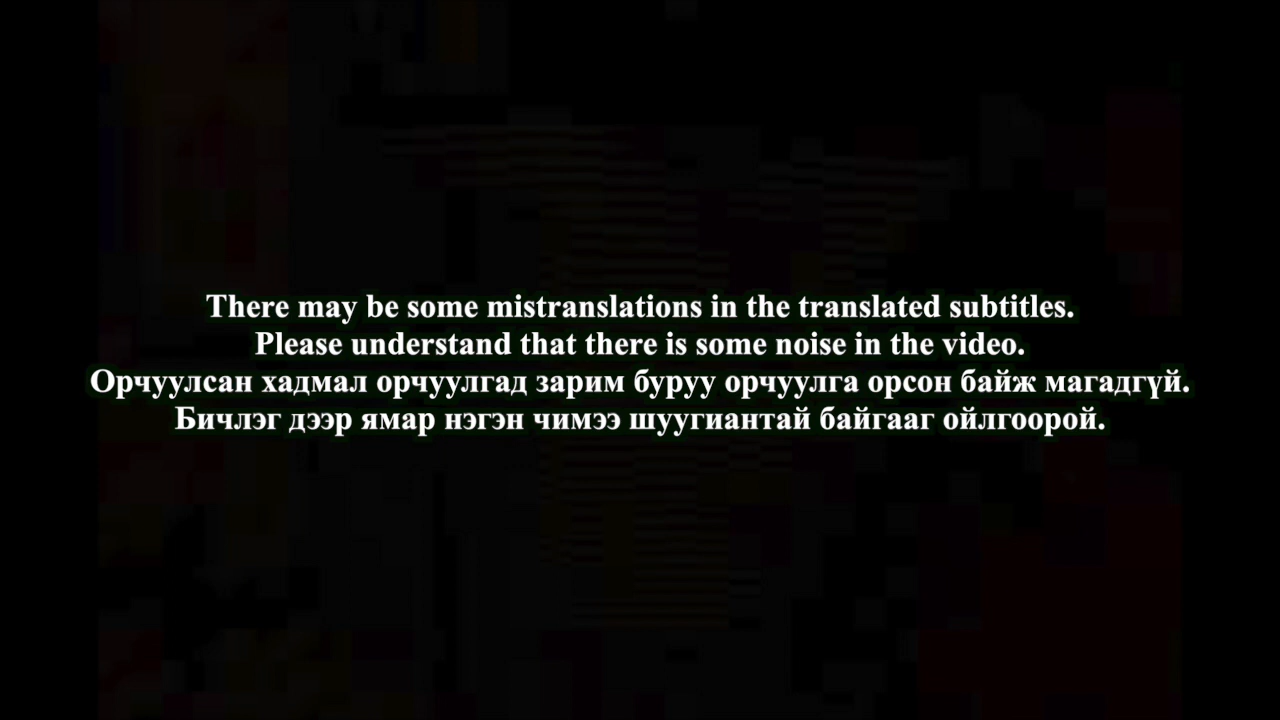 There may be some mistranslations in the translated subtitles.
Please understand that there is some noise in the video.
Орчуулсан хадмал орчуулгад зарим буруу орчуулга орсон байж магадгүй.
Бичлэг дээр ямар нэгэн чимээ шуугиантай байгааг ойлгоорой.